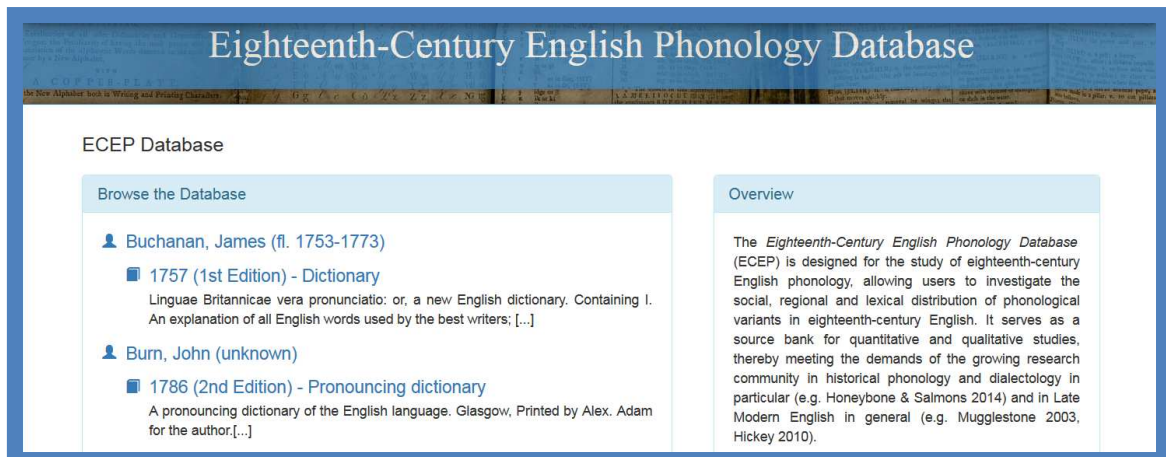 Eighteenth-Century English Phonology Database
ECEP Database
Browse the Database
Buchanan, James (fl. 1753-1773)
1757 (1st Edition) - Dictionary
Linguae Britannicae vera pronunciatio: or, a new English dictionary. Containing I.
An explanation of all English words used by the best writers; [...]
Burn, John (unknown)
1786 (2nd Edition) - Pronouncing dictionary
A pronouncing dictionary of the English language. Glasgow, Printed by Alex. Adam
for the author.[...]
Overview
The Eighteenth-Century English Phonology Database
(ECEP) is designed for the study of eighteenth-century
English phonology, allowing users to investigate the
social, regional and lexical distribution of phonological
variants in eighteenth-century English. It serves as a
source bank for quantitative and qualitative studies,
thereby meeting the demands of the growing research
community in historical phonology and dialectology in
particular (e.g. Honeybone & Salmons 2014) and in Late
Modern English in general (e.g. Mugglestone 2003,
Hickey 2010).